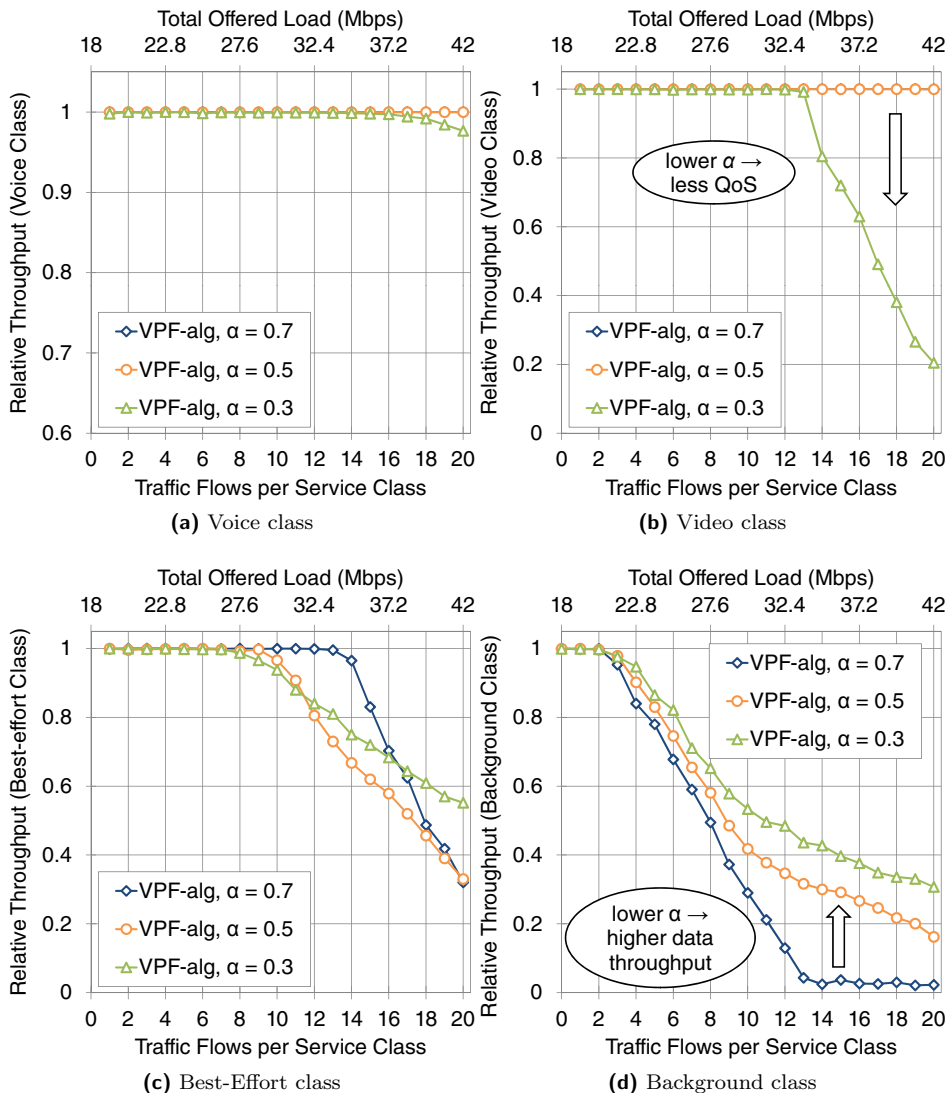 Total Offered Load (Mbps)
18 22.8 27.6 32.4 37.2 42
Relative Throughput (Voice Class)
1
0.9
0.8
0.7
0.6
VPF-alg, α = 0.7
VPF-alg, α = 0.5
VPF-alg, α = 0.3
0 2 4 6 8 10 12 14 16 18 20
Traffic Flows per Service Class
(a) Voice class
Total Offered Load (Mbps)
18 22.8 27.6 32.4 37.2 42
Relative Throughput (Video Class)
1
0.8
0.6
0.4
0.2
0
lower α →
less QoS
VPF-alg, α = 0.7
VPF-alg, α = 0.5
VPF-alg, α = 0.3
0 2 4 6 8 10 12 14 16 18 20
Traffic Flows per Service Class
(b) Video class
Total Offered Load (Mbps)
18 22.8 27.6 32.4 37.2 42
Relative Throughput (Best-effort Class)
1
0.8
0.6
0.4
0.2
0
VPF-alg, α = 0.7
VPF-alg, α = 0.5
VPF-alg, α = 0.3
0 2 4 6 8 10 12 14 16 18 20
Traffic Flows per Service Class
(c) Best-Effort class
Total Offered Load (Mbps)
18 22.8 27.6 32.4 37.2 42
Relative Throughput (Background Class)
1
0.8
0.6
0.4
0.2
0
VPF-alg, α = 0.7
VPF-alg, α = 0.5
VPF-alg, α = 0.3
lower α →
higher data
throughput
0 2 4 6 8 10 12 14 16 18 20
Traffic Flows per Service Class
(d) Background class